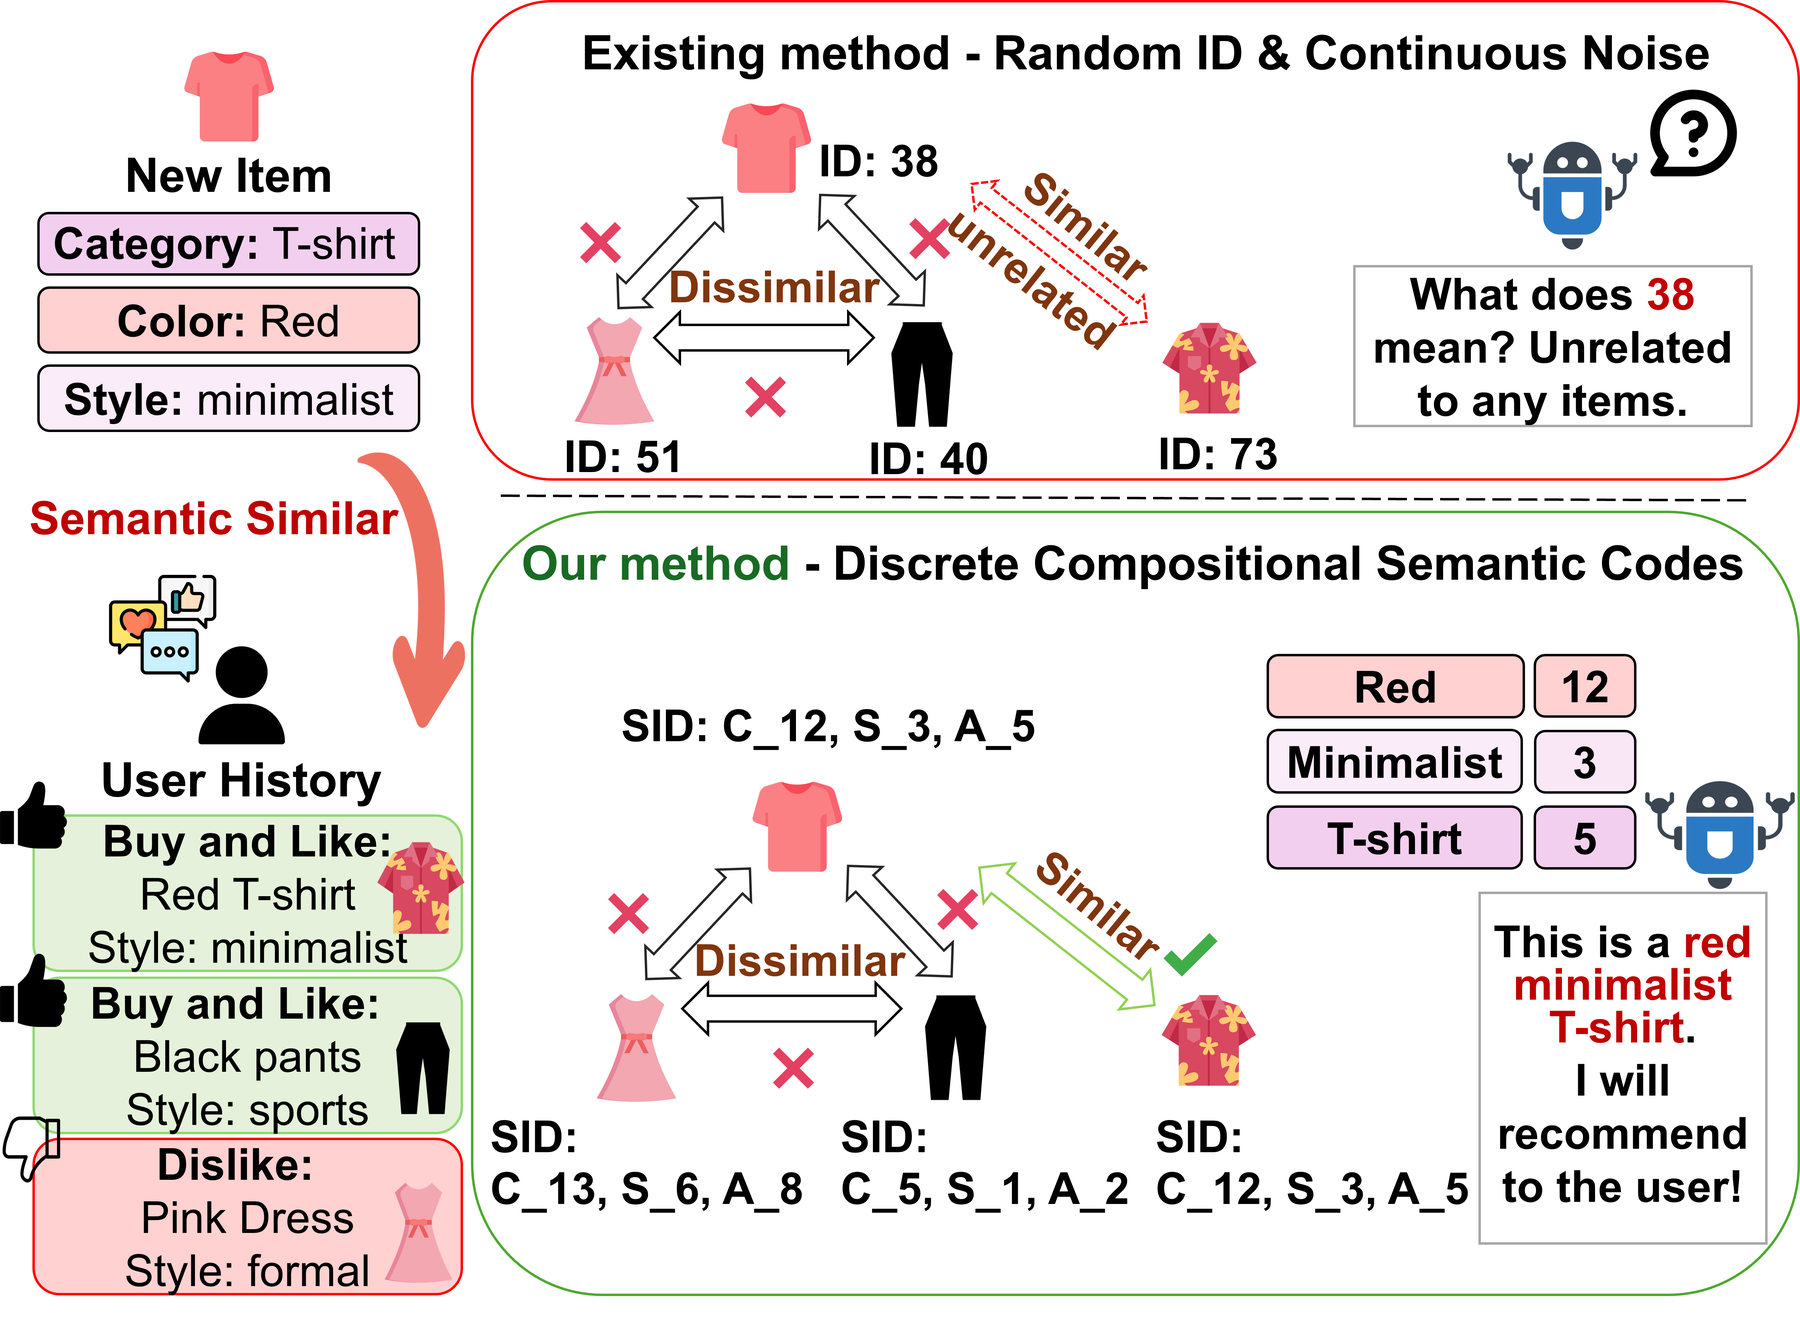 New Item
Category: T-shirt
Color: Red
Style: minimalist
Semantic Similar
User History
Buy and Like:
Red T-shirt
Style: minimalist
Buy and Like:
Black pants
Style: sports
Dislike:
Pink Dress
Style: formal
Existing method - Random ID & Continuous Noise
ID: 38
Similar
unrelated
Dissimilar
ID: 51
ID: 40
ID: 73
?
What does 38
mean? Unrelated
to any items.
Our method - Discrete Compositional Semantic Codes
SID: C_12, S_3, A_5
Similar
Dissimilar
SID:
C_13, S_6, A_8
SID:
C_5, S_1, A_2
SID:
C_12, S_3, A_5
Red 12
Minimalist 3
T-shirt 5
This is a red
minimalist
T-shirt.
I will
recommend
to the user!